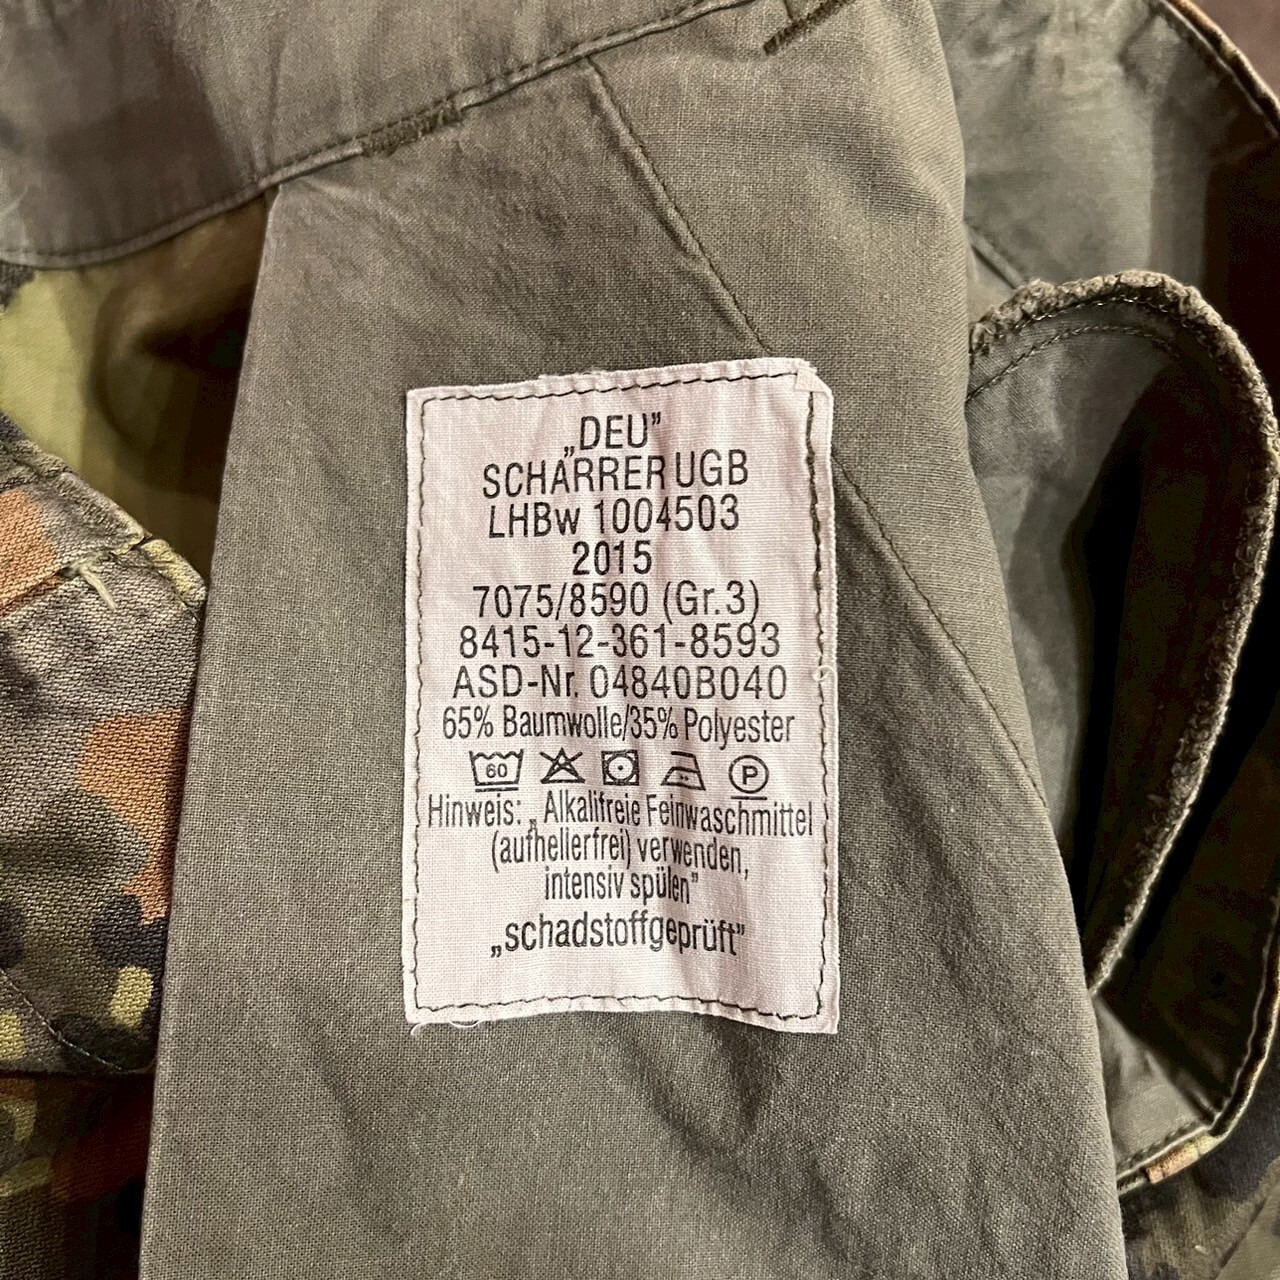 „DEU”
SCHÄRRER UGB
LHBw 1004503
2015
7075/8590 (Gr.3)
8415-12-361-8593
ASD-Nr. 04840B040
65% Baumwolle/35% Polyester
60 P
Hinweis: „Alkalifreie Feinwaschmittel
(aufhellerfrei) verwenden,
intensiv spülen”
„schadstoffgeprüft”